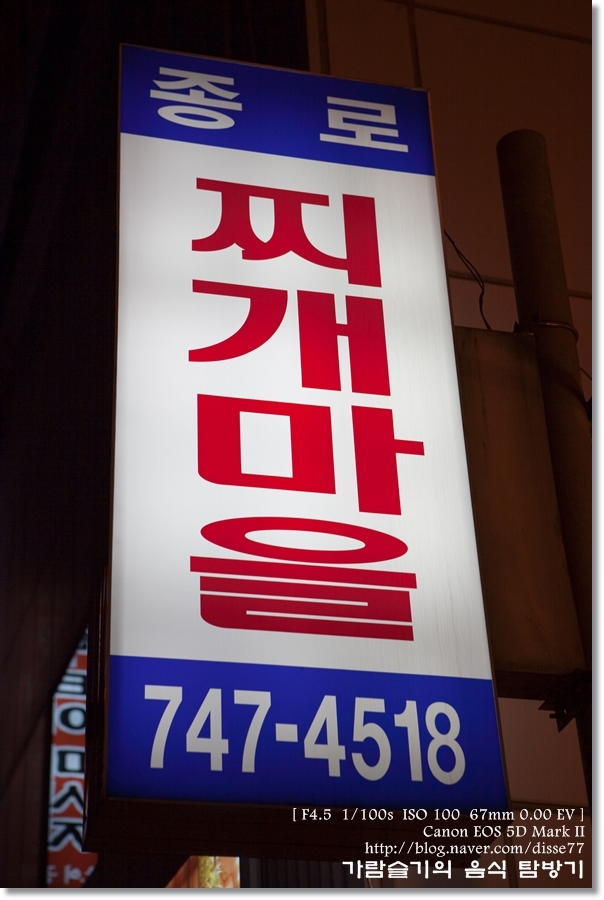 종로
찌개마을
747-4518
[ F4.5 1/100s ISO 100 67mm 0.00 EV ]
Canon EOS 5D Mark II
http://blog.naver.com/disse77
가람슬기의 음식 탐방기